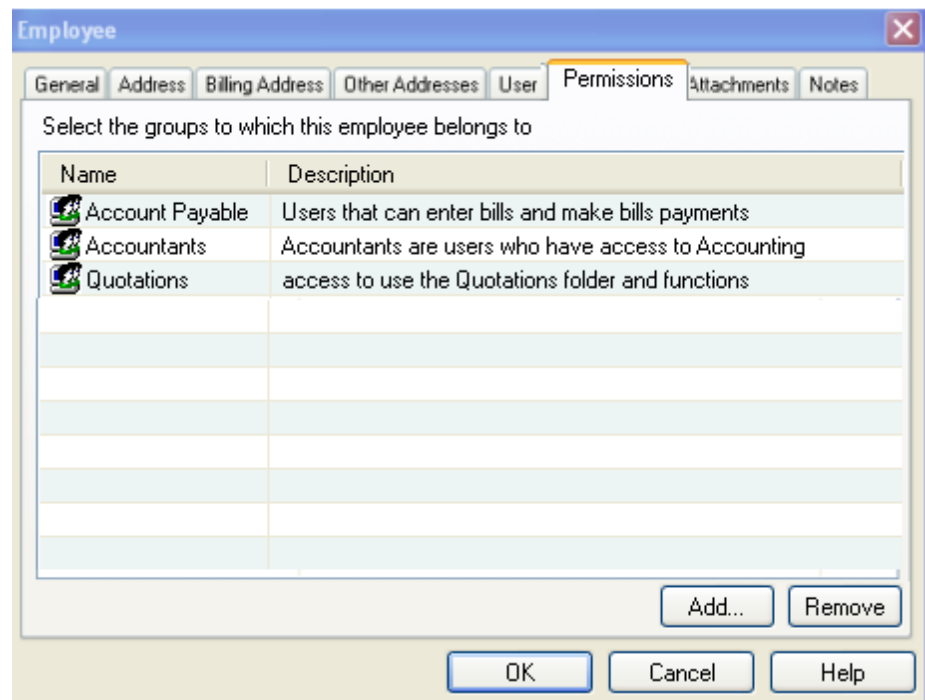 Employee
General Address Billing Address Other Addresses User Permissions Attachments Notes
Select the groups to which this employee belongs to
Name Description
Account Payable Users that can enter bills and make bills payments
Accountants Accountants are users who have access to Accounting
Quotations access to use the Quotations folder and functions
Add... Remove
OK Cancel Help